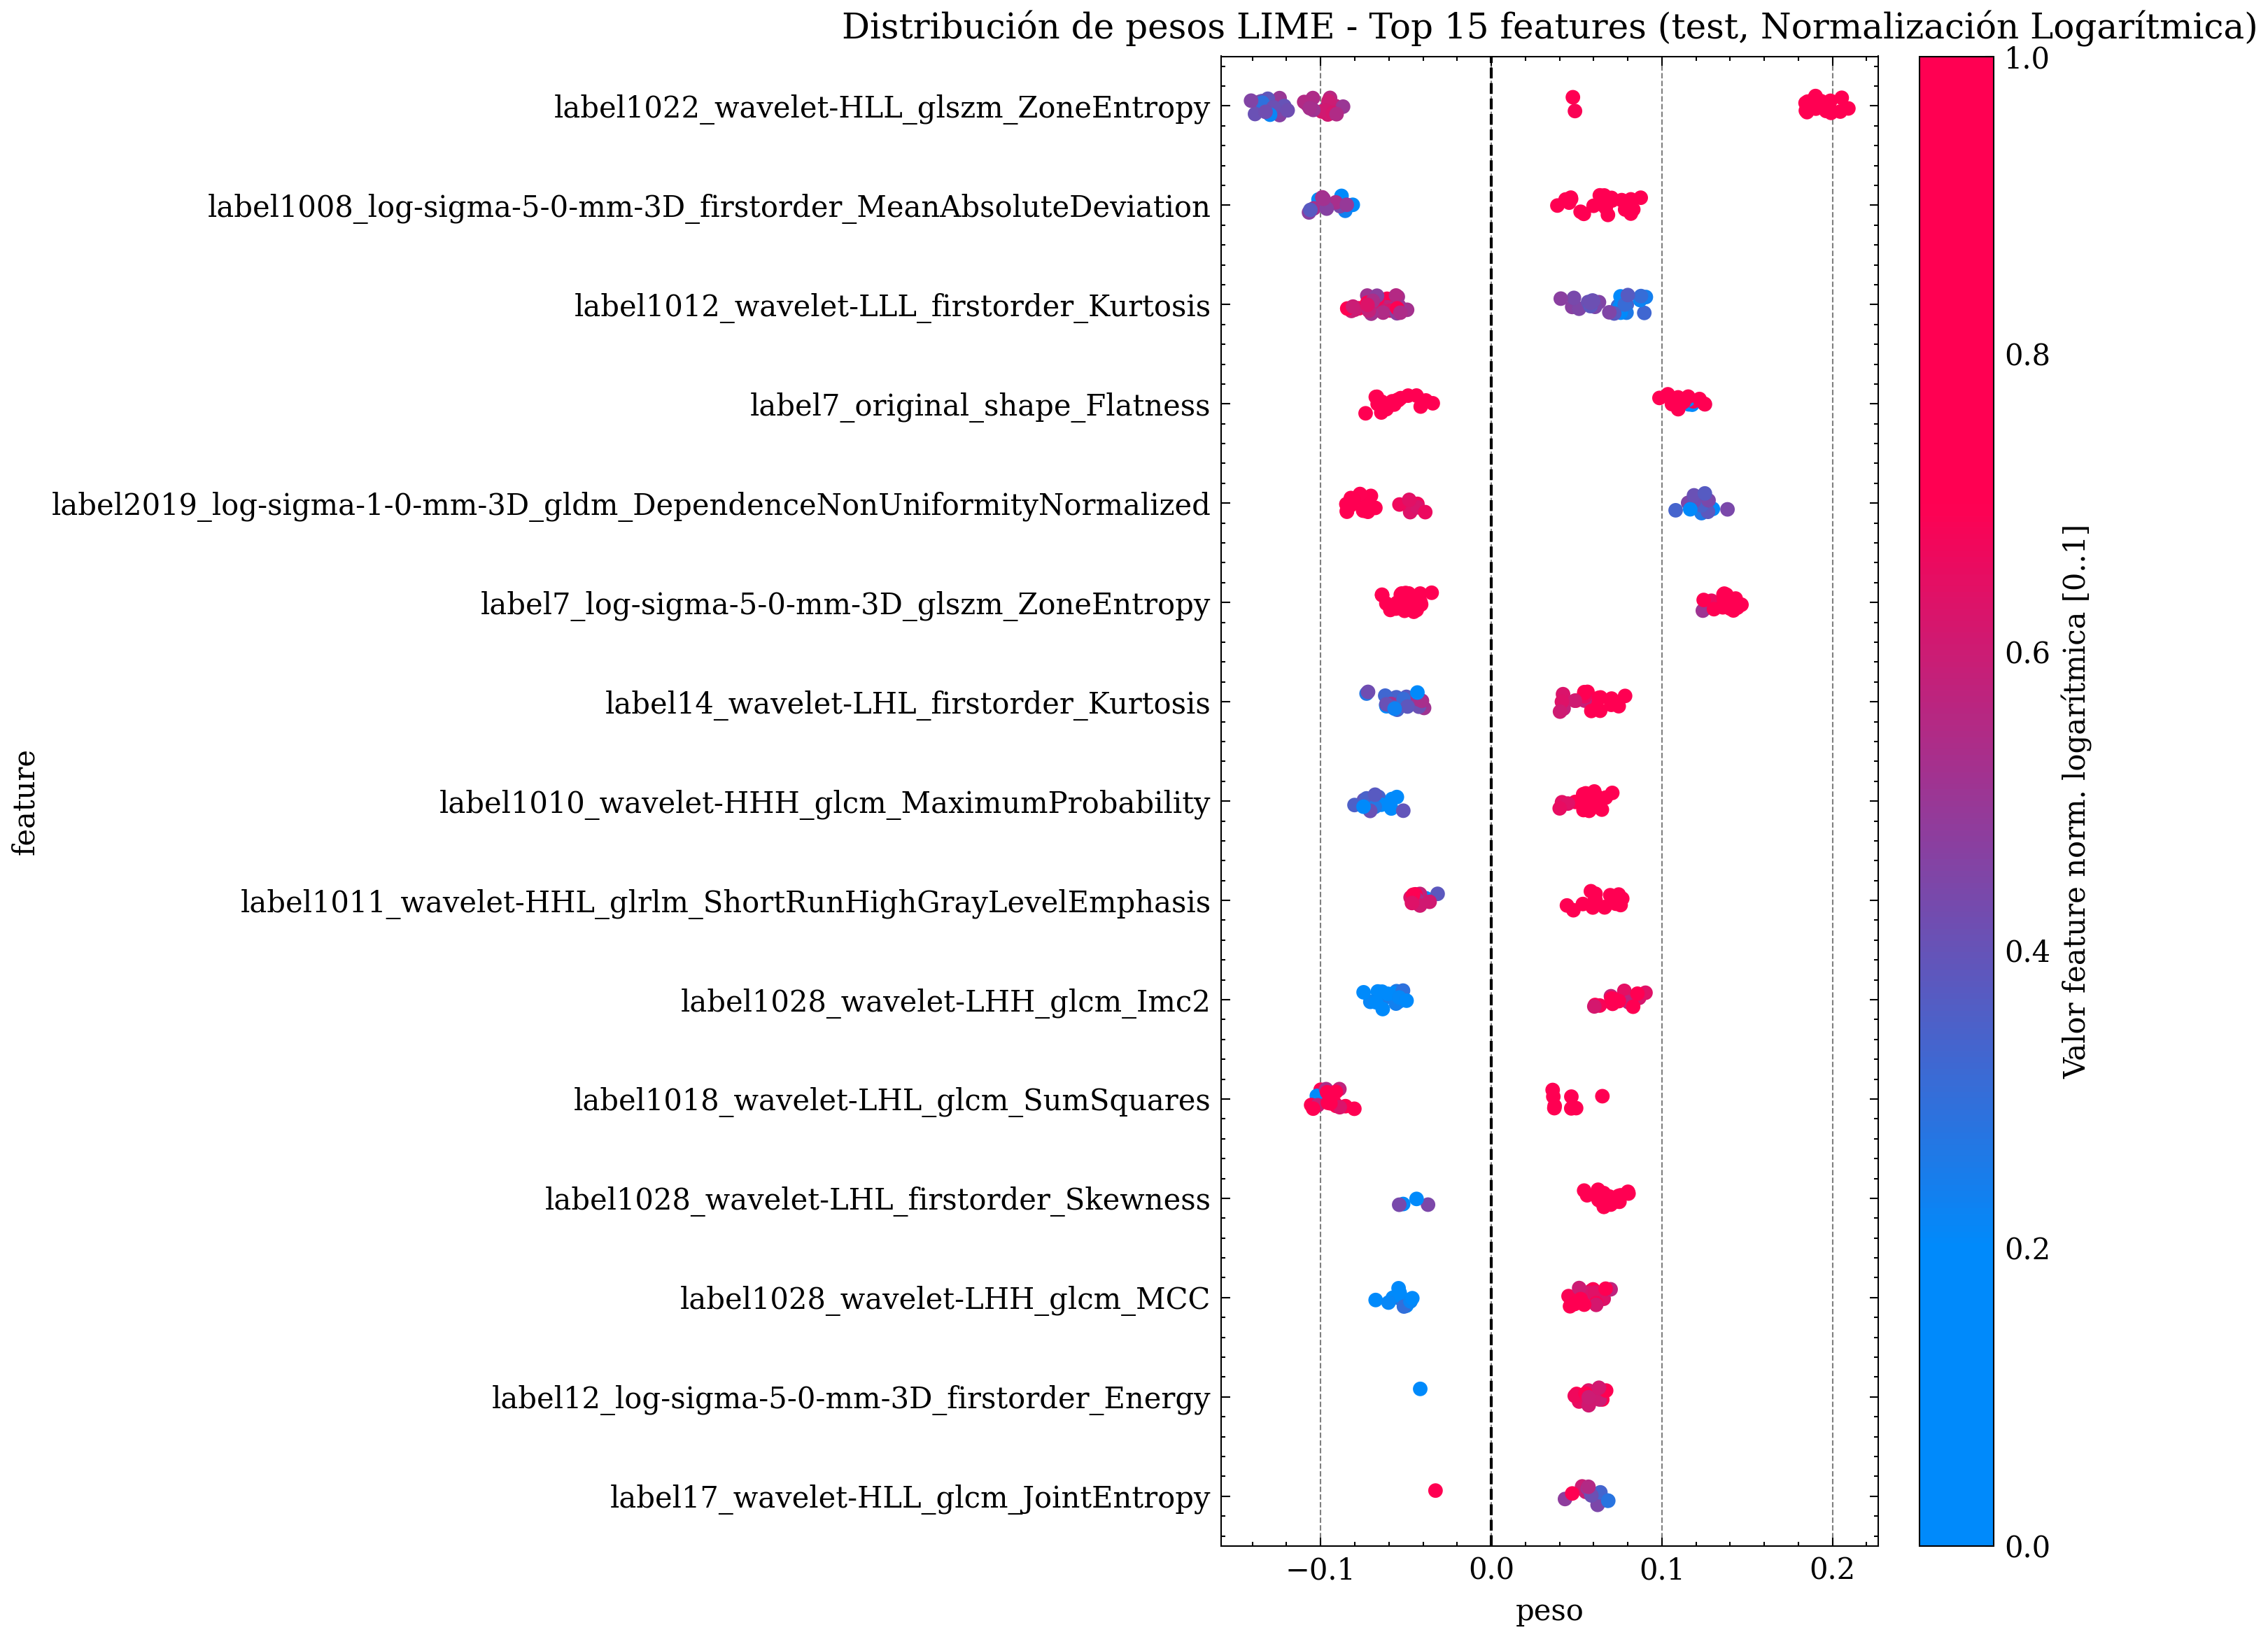 Distribución de pesos LIME - Top 15 features (test, Normalización Logarítmica)
feature
label1022_wavelet-HLL_glszm_ZoneEntropy
label1008_log-sigma-5-0-mm-3D_firstorder_MeanAbsoluteDeviation
label1012_wavelet-LLL_firstorder_Kurtosis
label7_original_shape_Flatness
label2019_log-sigma-1-0-mm-3D_gldm_DependenceNonUniformityNormalized
label7_log-sigma-5-0-mm-3D_glszm_ZoneEntropy
label14_wavelet-LHL_firstorder_Kurtosis
label1010_wavelet-HHH_glcm_MaximumProbability
label1011_wavelet-HHL_glrlm_ShortRunHighGrayLevelEmphasis
label1028_wavelet-LHH_glcm_Imc2
label1018_wavelet-LHL_glcm_SumSquares
label1028_wavelet-LHL_firstorder_Skewness
label1028_wavelet-LHH_glcm_MCC
label12_log-sigma-5-0-mm-3D_firstorder_Energy
label17_wavelet-HLL_glcm_JointEntropy
−0.1 0.0 0.1 0.2
peso
1.0
0.8
0.6
0.4
0.2
0.0
Valor feature norm. logarítmica [0..1]